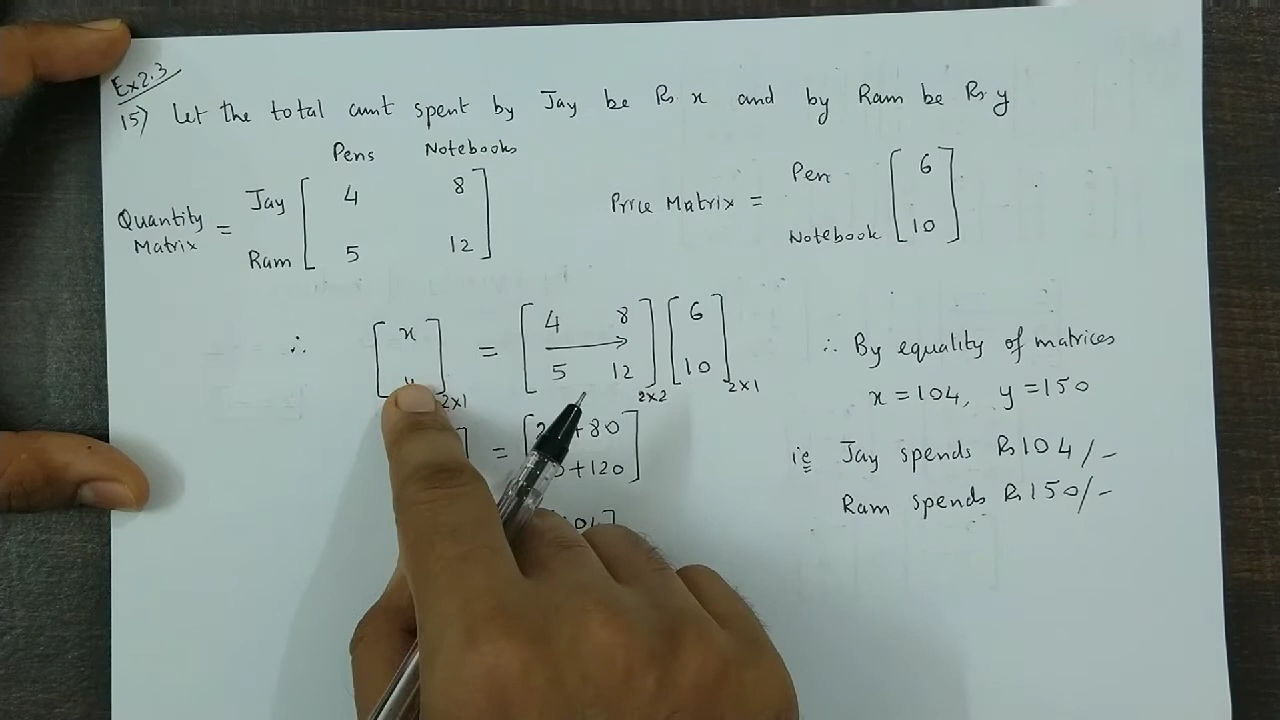 Ex2.3
15) Let the total amt spent by Jay be Rs x and by Ram be Rs y
Pens Notebooks
Quantity Matrix = Jay [ 4 8 ]
Ram [ 5 12 ]
Price Matrix = Pen [ 6 ]
Notebook [ 10 ]
∴ [ x ] 2x1 = [ 4 8 ] [ 6 ]
[ 5 12 ] 2x2 [ 10 ] 2x1
= [ +80 ]
[ +120 ]
∴ By equality of matrices
x = 104, y = 150
ie Jay spends Rs 104/-
Ram spends Rs 150/-